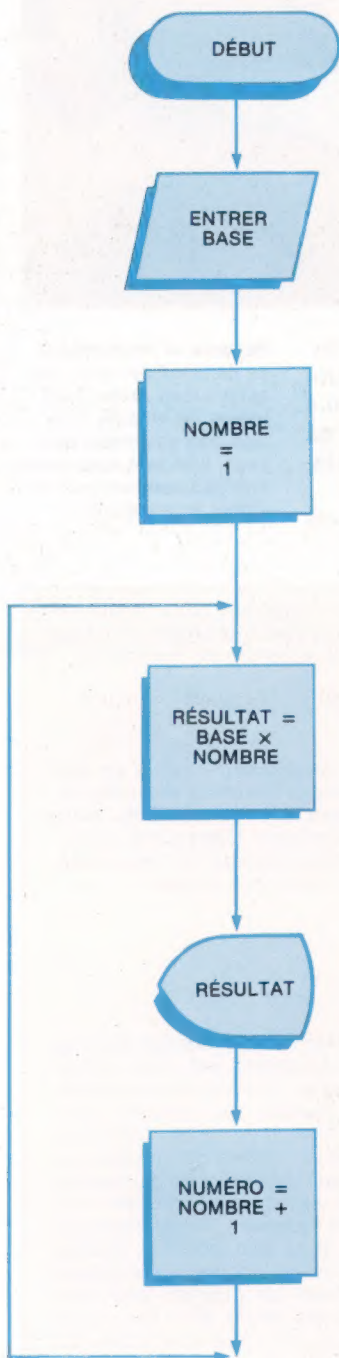 DÉBUT
ENTRER
BASE
NOMBRE
=
1
RÉSULTAT =
BASE ×
NOMBRE
RÉSULTAT
NUMÉRO =
NOMBRE +
1